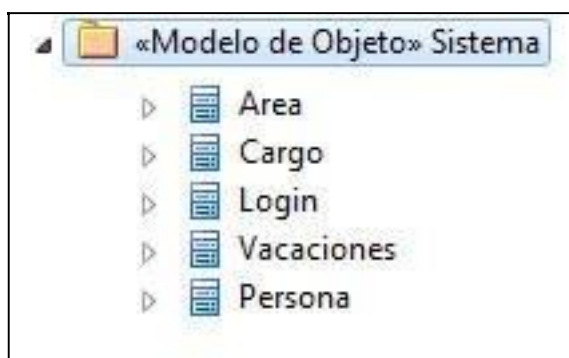 «Modelo de Objeto» Sistema
Area
Cargo
Login
Vacaciones
Persona